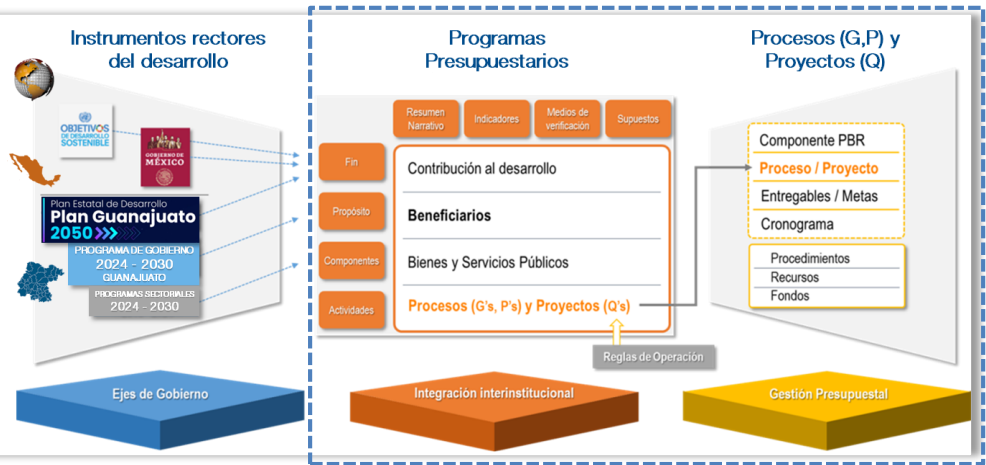 Instrumentos rectores
del desarrollo
OBJETIVOS
DE DESARROLLO
SOSTENIBLE
GOBIERNO DE
MÉXICO
Plan Estatal de Desarrollo
Plan Guanajuato
2050
PROGRAMA DE GOBIERNO
2024 - 2030
GUANAJUATO
PROGRAMAS SECTORIALES
2024 - 2030
Ejes de Gobierno
Programas
Presupuestarios
Resumen
Narrativo
Indicadores
Medios de
verificación
Supuestos
Fin
Contribución al desarrollo
Propósito
Beneficiarios
Componentes
Bienes y Servicios Públicos
Actividades
Procesos (G's, P's) y Proyectos (Q's)
Reglas de Operación
Integración interinstitucional
Procesos (G,P) y
Proyectos (Q)
Componente PBR
Proceso / Proyecto
Entregables / Metas
Cronograma
Procedimientos
Recursos
Fondos
Gestión Presupuestal